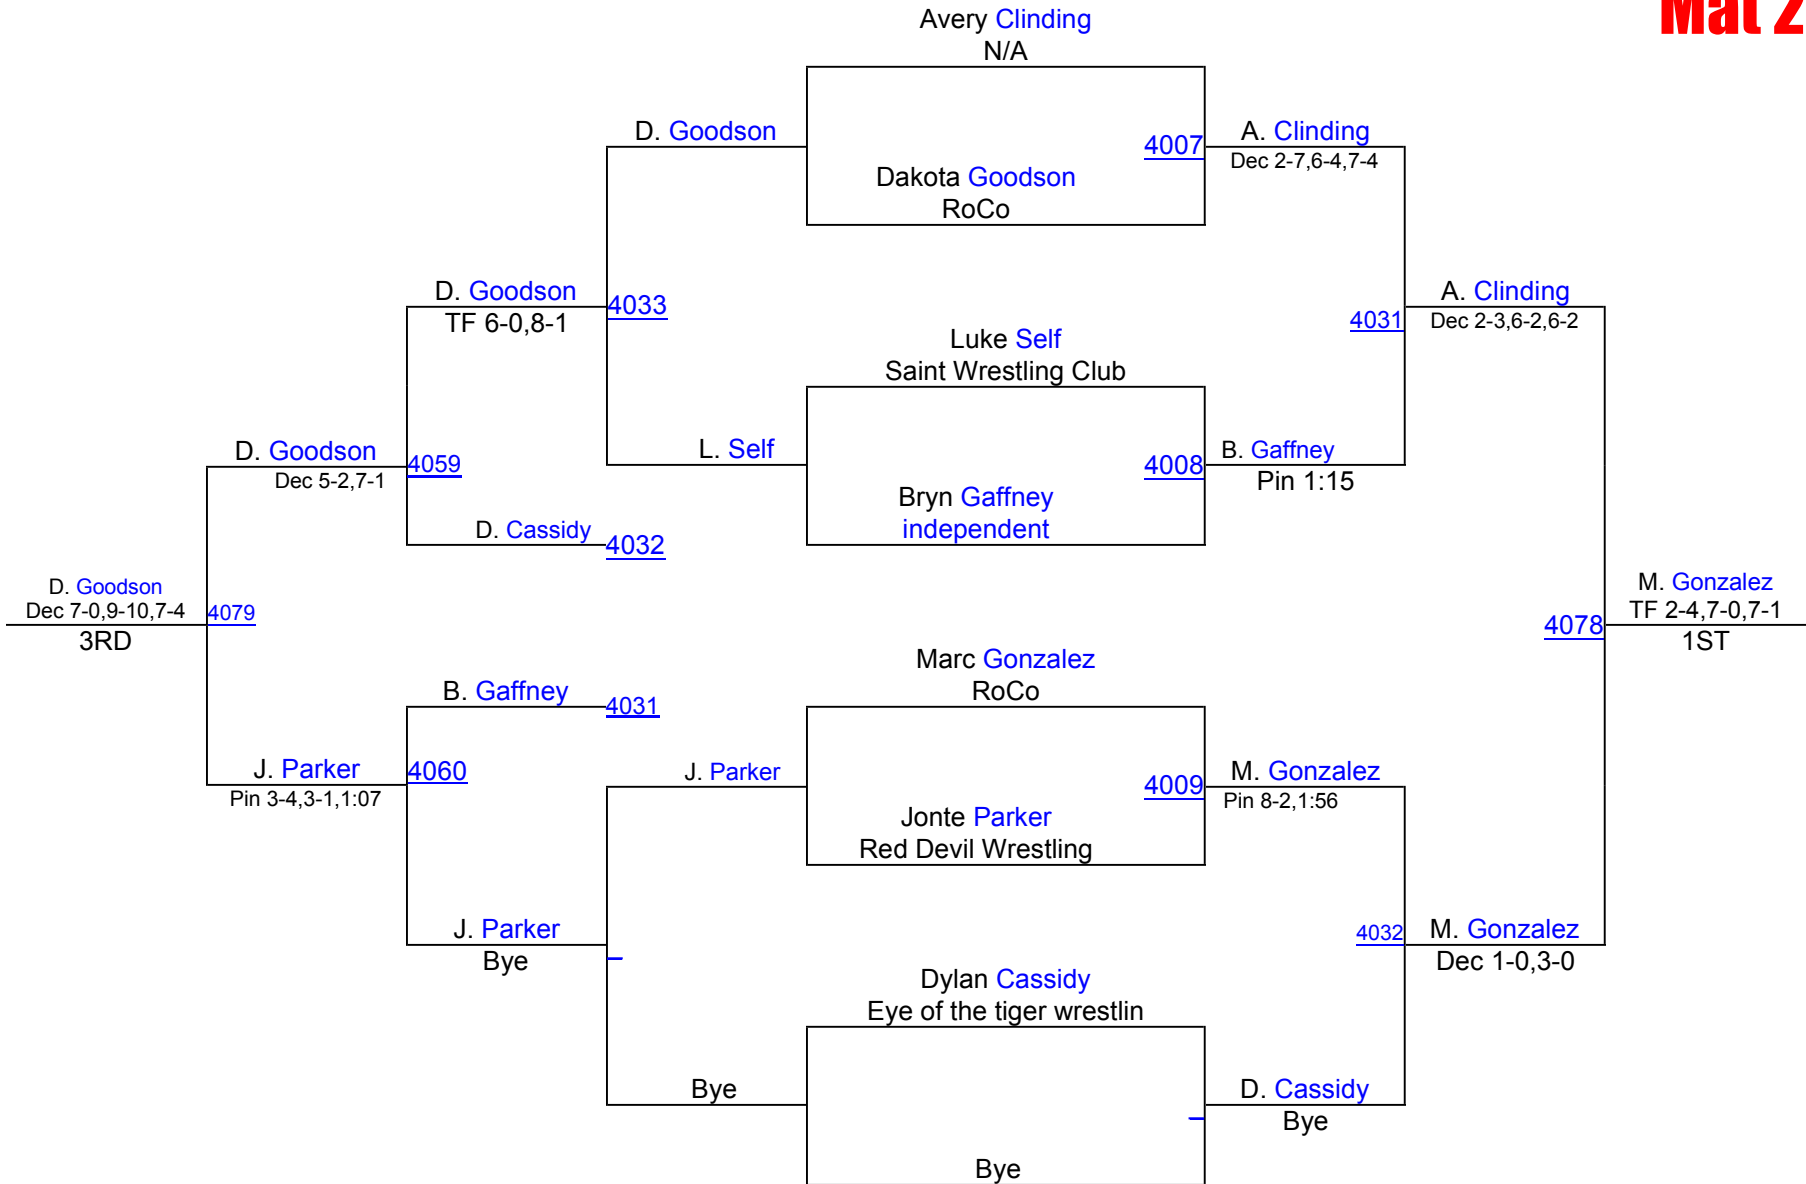 Mat 2
Avery Clinding
N/A
D. Goodson
4007
A. Clinding
Dec 2-7,6-4,7-4
Dakota Goodson
RoCo
D. Goodson
TF 6-0,8-1
4033
A. Clinding
Dec 2-3,6-2,6-2
4031
Luke Self
Saint Wrestling Club
D. Goodson
Dec 5-2,7-1
4059
L. Self
4008
B. Gaffney
Pin 1:15
Bryn Gaffney
independent
D. Cassidy
4032
D. Goodson
Dec 7-0,9-10,7-4
3RD
4079
4078
M. Gonzalez
TF 2-4,7-0,7-1
1ST
Marc Gonzalez
RoCo
B. Gaffney
4031
J. Parker
Pin 3-4,3-1,1:07
4060
J. Parker
4009
M. Gonzalez
Pin 8-2,1:56
Jonte Parker
Red Devil Wrestling
J. Parker
Bye
4032
M. Gonzalez
Dec 1-0,3-0
Dylan Cassidy
Eye of the tiger wrestlin
Bye
D. Cassidy
Bye
Bye